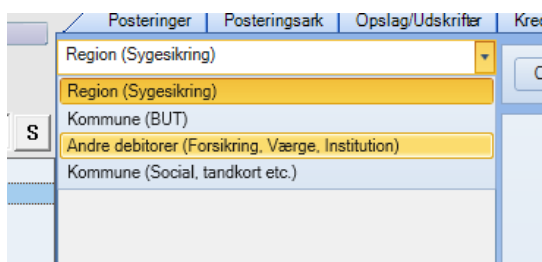 Posteringer Posteringsark Opslag/Udskrifter
Region (Sygesikring)
Region (Sygesikring)
S
Kommune (BUT)
Andre debitorer (Forsikring, Værge, Institution)
Kommune (Social, tandkort etc.)